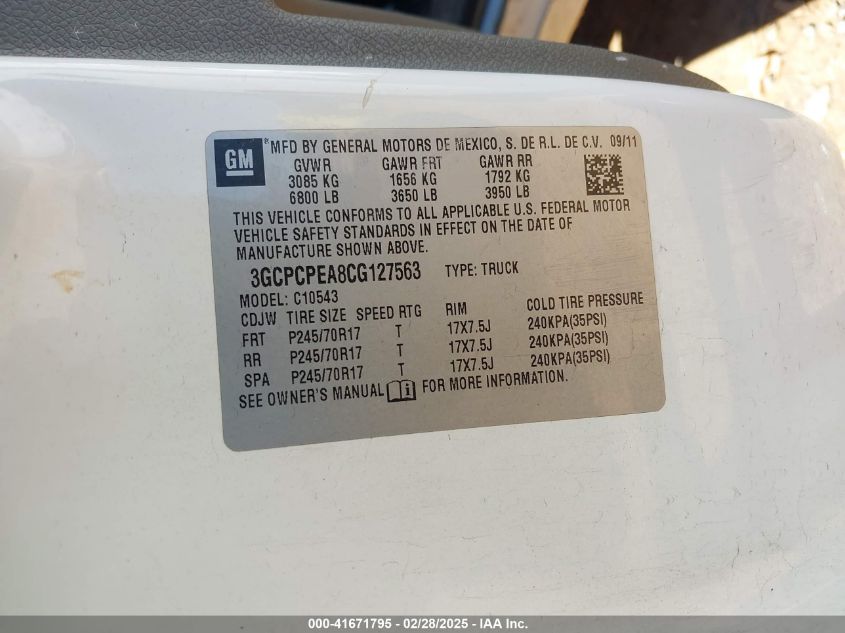 GM
*MFD BY GENERAL MOTORS DE MEXICO, S. DE R.L. DE C.V. 09/11
GVWR GAWR FRT GAWR RR
3085 KG 1656 KG 1792 KG
6800 LB 3650 LB 3950 LB
THIS VEHICLE CONFORMS TO ALL APPLICABLE U.S. FEDERAL MOTOR
VEHICLE SAFETY STANDARDS IN EFFECT ON THE DATE OF
MANUFACTURE SHOWN ABOVE.
3GCPCPEA8CG127563 TYPE: TRUCK
MODEL: C10543
CDJW TIRE SIZE SPEED RTG RIM COLD TIRE PRESSURE
FRT P245/70R17 T 17X7.5J 240KPA(35PSI)
RR P245/70R17 T 17X7.5J 240KPA(35PSI)
SPA P245/70R17 T 17X7.5J 240KPA(35PSI)
SEE OWNER'S MANUAL i FOR MORE INFORMATION.
000-41671795 - 02/28/2025 - IAA Inc.